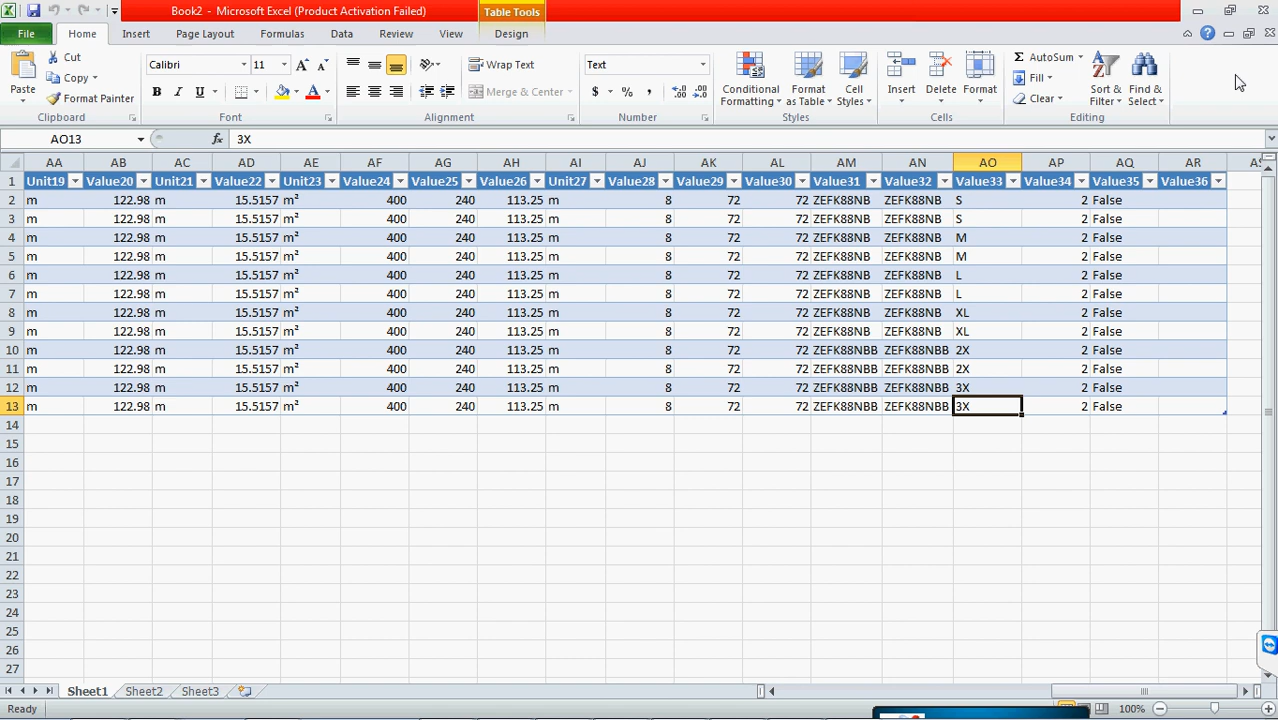 Book2 - Microsoft Excel (Product Activation Failed)
Table Tools
File Home Insert Page Layout Formulas Data Review View Design
Paste
Cut
Copy
Format Painter
Clipboard
Calibri 11
B I U
Font
Wrap Text
Merge & Center
Alignment
Text
$ % ,
Number
Conditional Formatting
Format as Table
Cell Styles
Styles
Insert
Delete
Format
Cells
Σ AutoSum
Fill
Clear
Sort & Filter
Find & Select
Editing
AO13 fx 3X
AA AB AC AD AE AF AG AH AI AJ AK AL AM AN AO AP AQ AR
1 Unit19 Value20 Unit21 Value22 Unit23 Value24 Value25 Value26 Unit27 Value28 Value29 Value30 Value31 Value32 Value33 Value34 Value35 Value36
2 m 122.98 m 15.5157 m² 400 240 113.25 m 8 72 72 ZEFK88NB ZEFK88NB S 2 False
3 m 122.98 m 15.5157 m² 400 240 113.25 m 8 72 72 ZEFK88NB ZEFK88NB S 2 False
4 m 122.98 m 15.5157 m² 400 240 113.25 m 8 72 72 ZEFK88NB ZEFK88NB M 2 False
5 m 122.98 m 15.5157 m² 400 240 113.25 m 8 72 72 ZEFK88NB ZEFK88NB M 2 False
6 m 122.98 m 15.5157 m² 400 240 113.25 m 8 72 72 ZEFK88NB ZEFK88NB L 2 False
7 m 122.98 m 15.5157 m² 400 240 113.25 m 8 72 72 ZEFK88NB ZEFK88NB L 2 False
8 m 122.98 m 15.5157 m² 400 240 113.25 m 8 72 72 ZEFK88NB ZEFK88NB XL 2 False
9 m 122.98 m 15.5157 m² 400 240 113.25 m 8 72 72 ZEFK88NB ZEFK88NB XL 2 False
10 m 122.98 m 15.5157 m² 400 240 113.25 m 8 72 72 ZEFK88NBB ZEFK88NBB 2X 2 False
11 m 122.98 m 15.5157 m² 400 240 113.25 m 8 72 72 ZEFK88NBB ZEFK88NBB 2X 2 False
12 m 122.98 m 15.5157 m² 400 240 113.25 m 8 72 72 ZEFK88NBB ZEFK88NBB 3X 2 False
13 m 122.98 m 15.5157 m² 400 240 113.25 m 8 72 72 ZEFK88NBB ZEFK88NBB 3X 2 False
14
15
16
17
18
19
20
21
22
23
24
25
26
27
Sheet1 Sheet2 Sheet3
Ready 100%